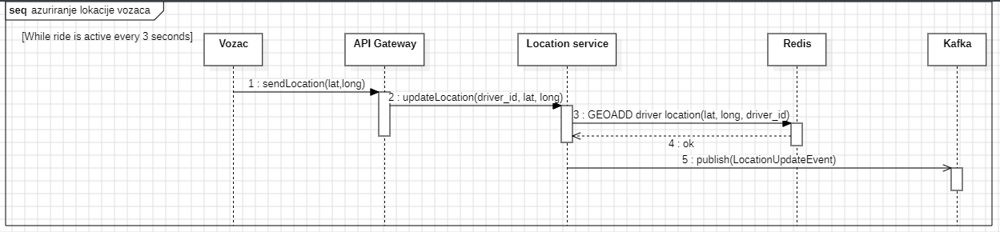 seq azuriranje lokacije vozaca
[While ride is active every 3 seconds]
Vozac
API Gateway
Location service
Redis
Kafka
1 : sendLocation(lat,long)
2 : updateLocation(driver_id, lat, long)
3 : GEOADD driver location(lat, long, driver_id)
4 : ok
5 : publish(LocationUpdateEvent)